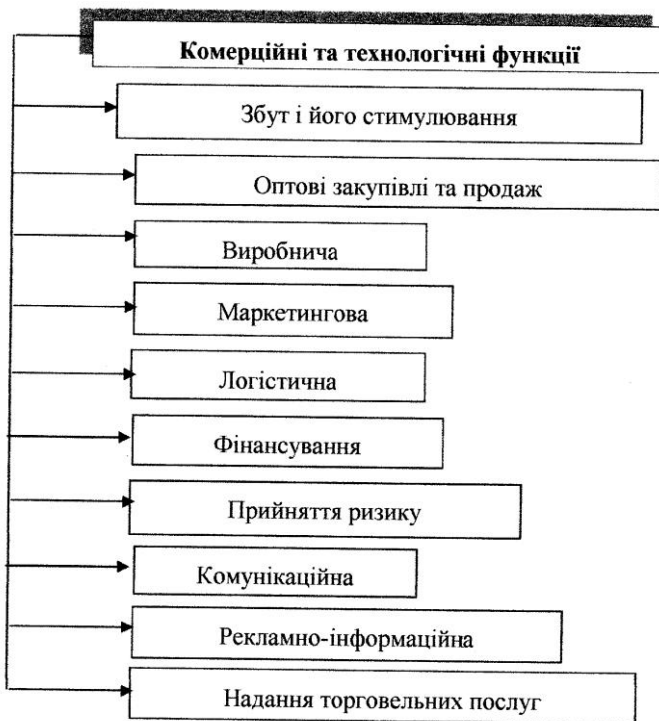 Комерційні та технологічні функції
Збут і його стимулювання
Оптові закупівлі та продаж
Виробнича
Маркетингова
Логістична
Фінансування
Прийняття ризику
Комунікаційна
Рекламно-інформаційна
Надання торговельних послуг